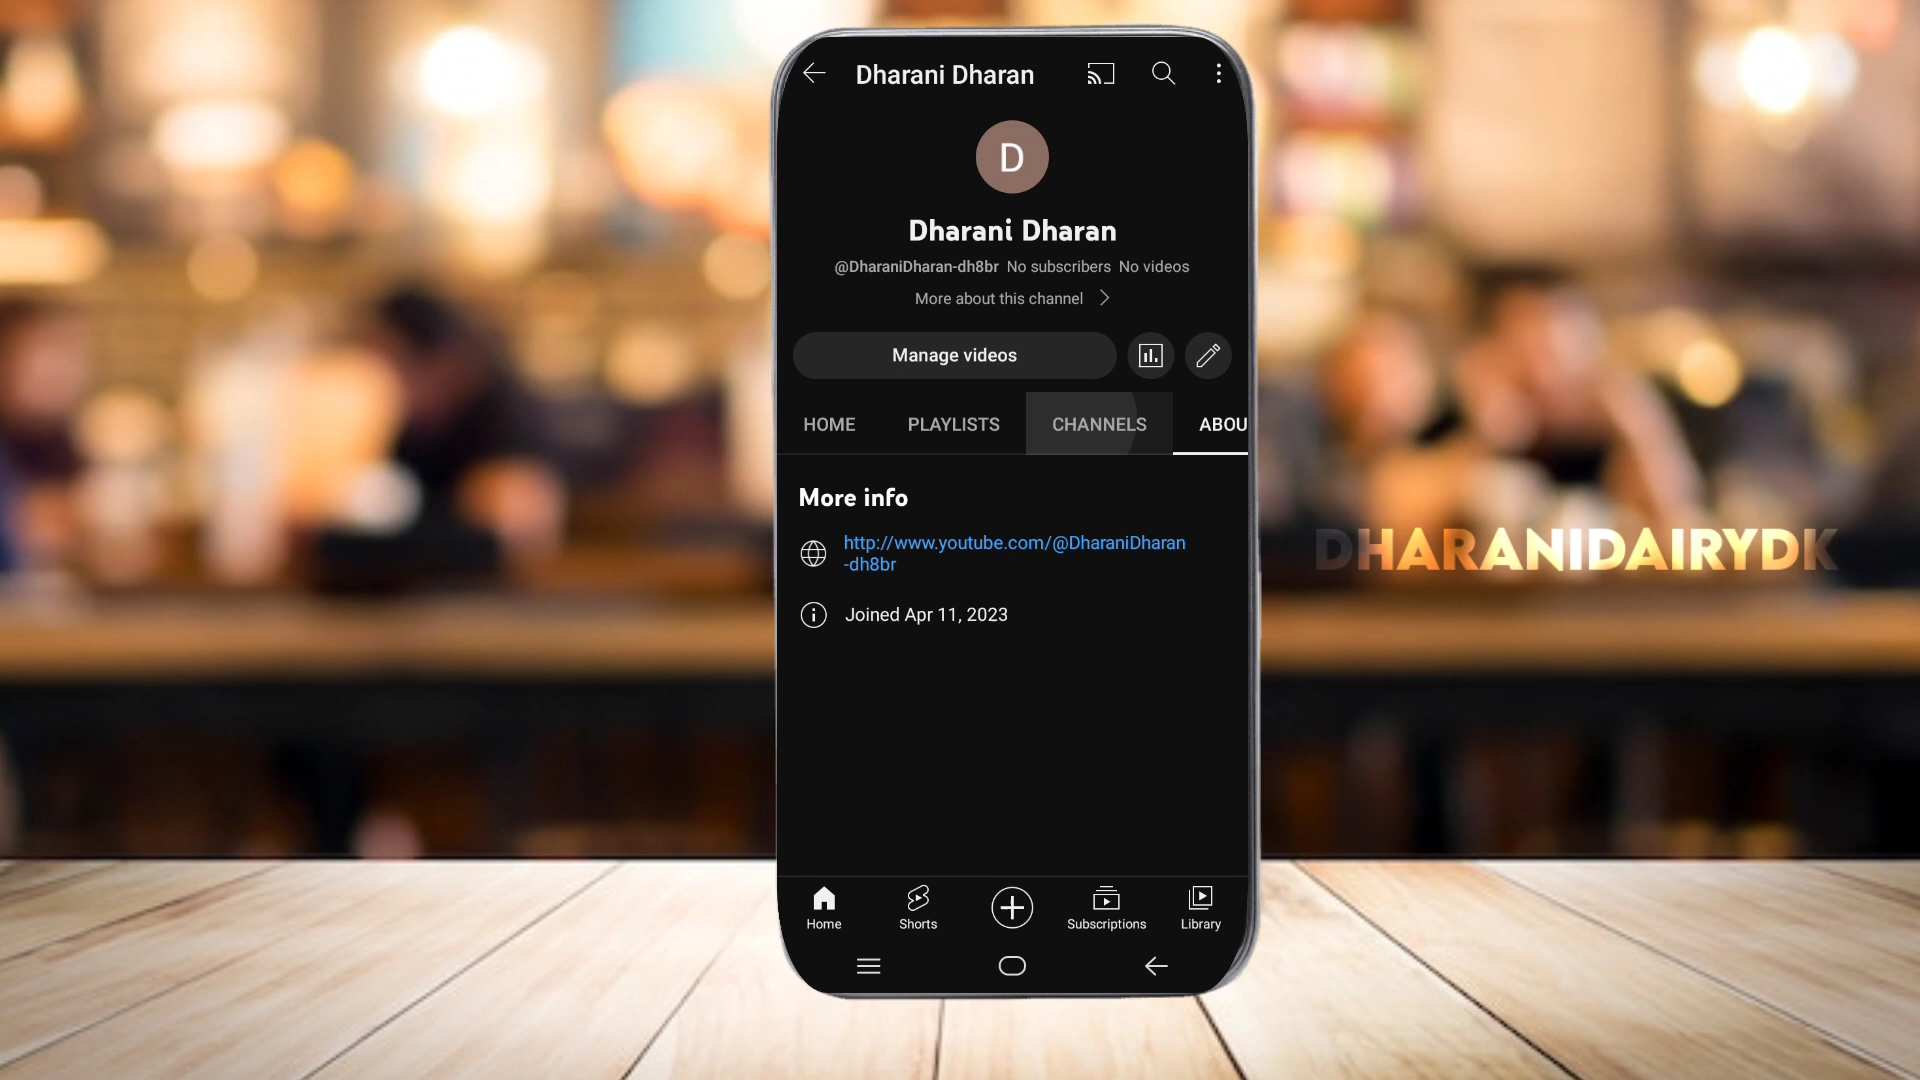 Dharani Dharan
D
Dharani Dharan
@DharaniDharan-dh8br No subscribers No videos
More about this channel
Manage videos
HOME PLAYLISTS CHANNELS ABOU
More info
http://www.youtube.com/@DharaniDharan
-dh8br
Joined Apr 11, 2023
DHARANIDAIRYDK
Home Shorts Subscriptions Library